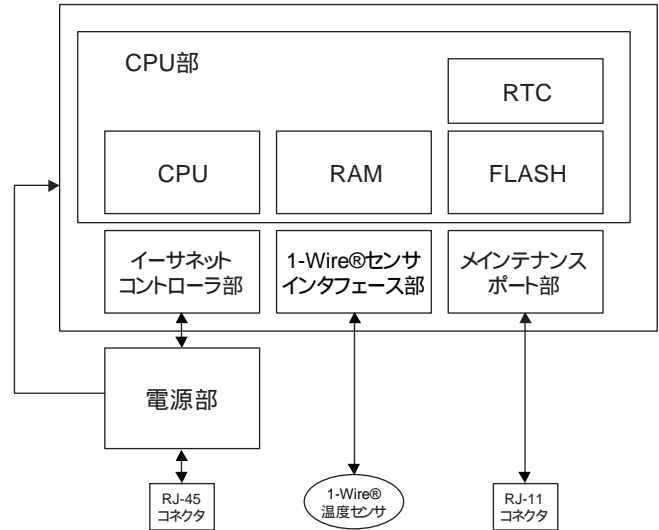 CPU部
RTC
CPU
RAM
FLASH
イーサネット
コントローラ部
1-Wire®センサ
インタフェース部
メインテナンス
ポート部
電源部
RJ-45
コネクタ
1-Wire®
温度センサ
RJ-11
コネクタ